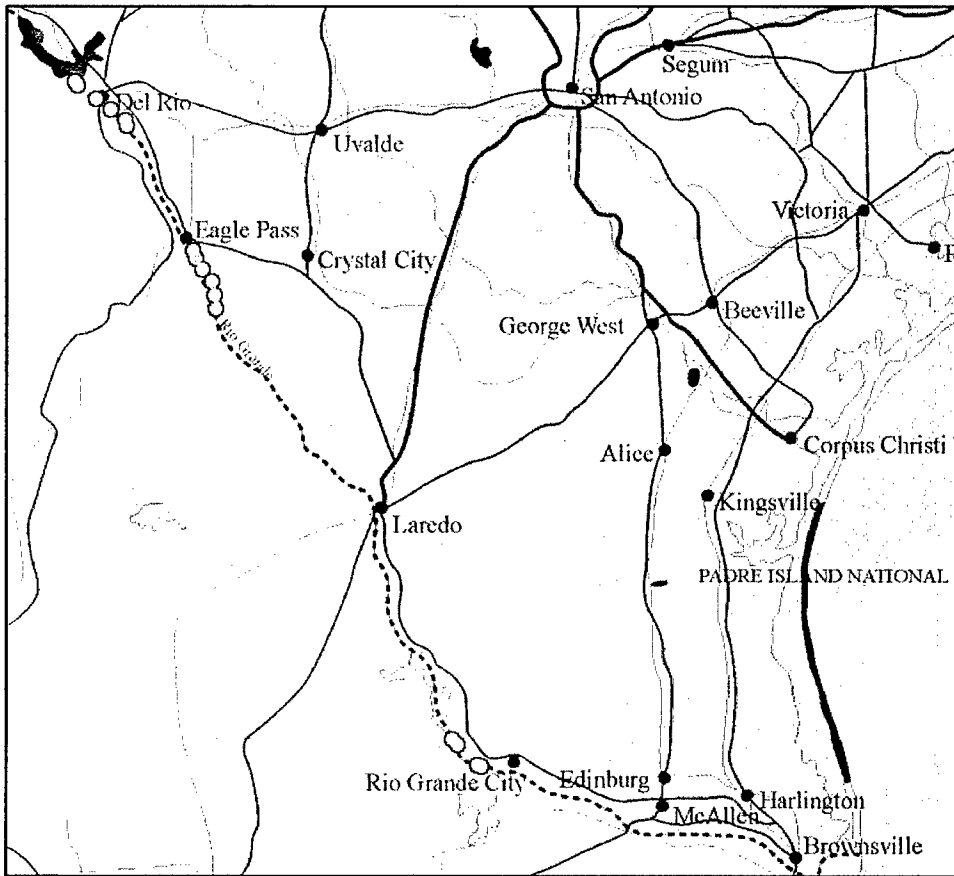 Segum
Del Rio
San Antonio
Uvalde
Victoria
Eagle Pass
F
Crystal City
Beeville
George West
Rio Grande
Corpus Christi
Alice
Kingsville
Laredo
PADRE ISLAND NATIONAL
Rio Grande City
Edinburg
Harlington
McAllen
Brownsville